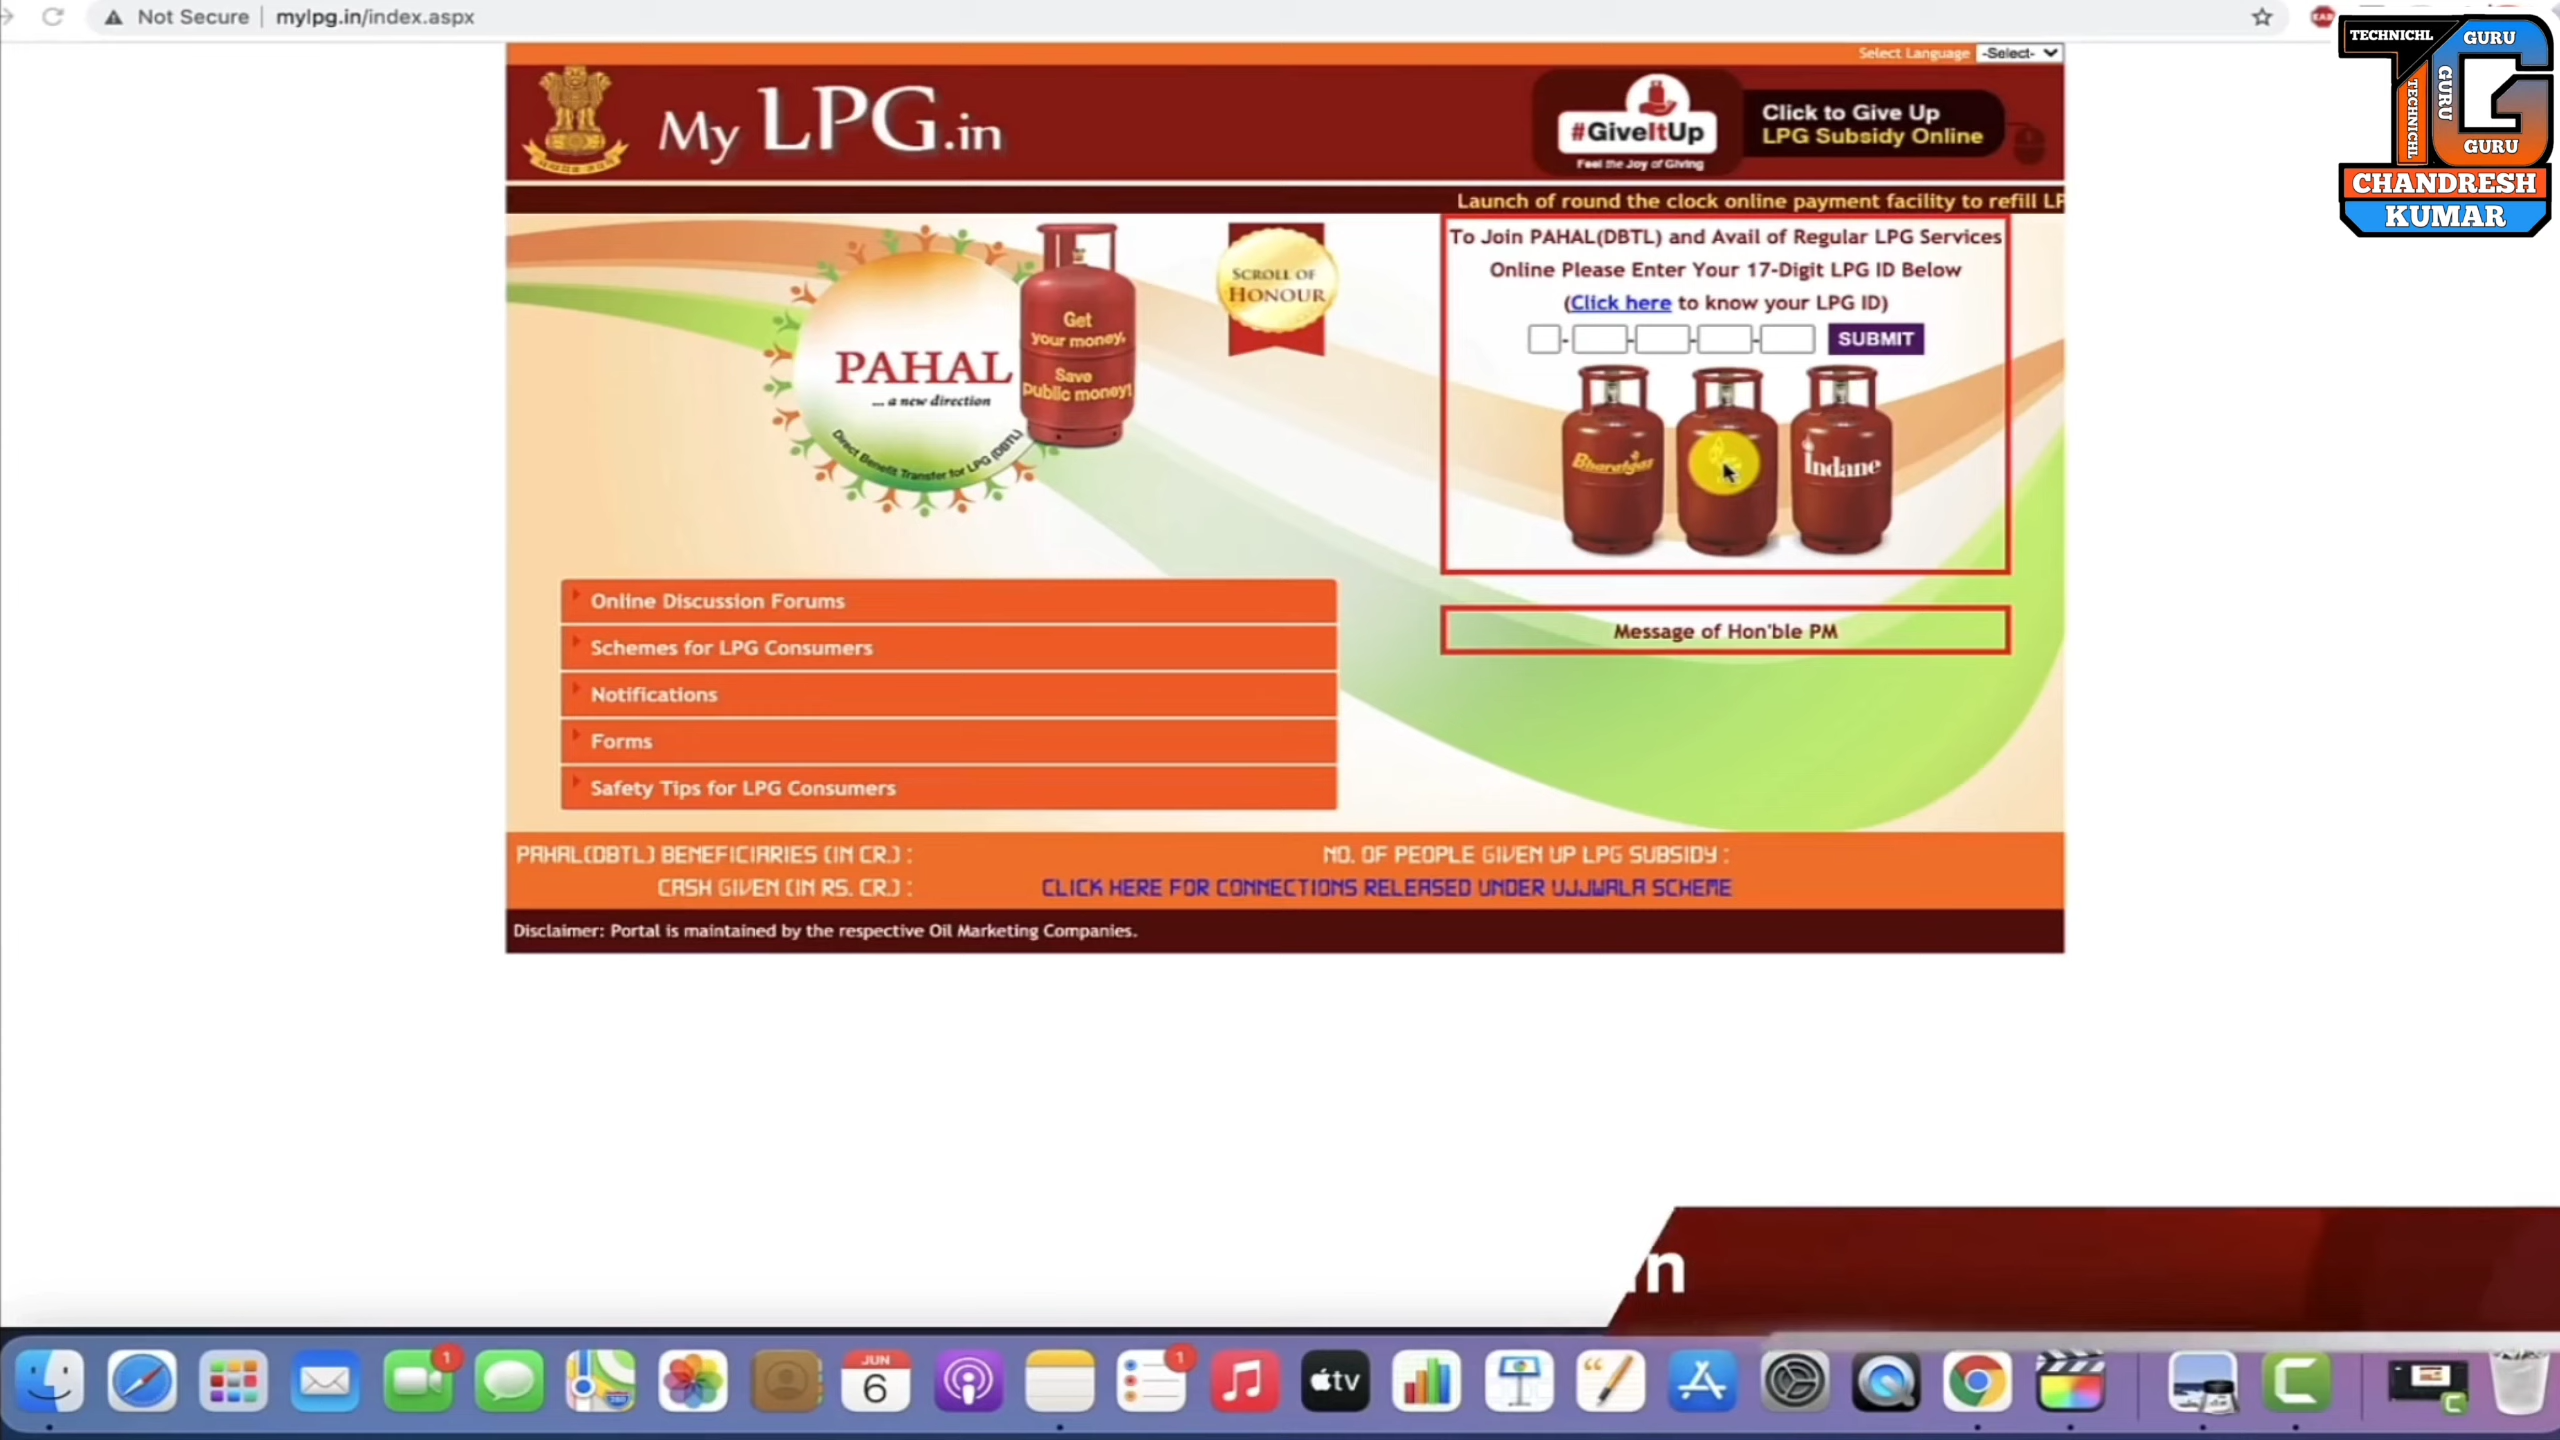 Not Secure
mylpg.in/index.aspx
TECHNICHL
GURU
TECHNICHL
GURU
GURU
CHANDRESH
KUMAR
Select Language
-Select-
My LPG.in
#GiveItUp
Feel the Joy of Giving
Click to Give Up
LPG Subsidy Online
Launch of round the clock online payment facility to refill LP
PAHAL
... a new direction
Direct Benefit Transfer for LPG (DBTL)
Get
your money,
Save
public money!
SCROLL OF
HONOUR
To Join PAHAL(DBTL) and Avail of Regular LPG Services
Online Please Enter Your 17-Digit LPG ID Below
(Click here to know your LPG ID)
- - - - SUBMIT
Bharatgas
Indane
Message of Hon'ble PM
Online Discussion Forums
Schemes for LPG Consumers
Notifications
Forms
Safety Tips for LPG Consumers
PAHAL(DBTL) BENEFICIARIES (IN CR.) :
NO. OF PEOPLE GIVEN UP LPG SUBSIDY :
CASH GIVEN (IN RS. CR.) :
CLICK HERE FOR CONNECTIONS RELEASED UNDER UJJWALA SCHEME
Disclaimer: Portal is maintained by the respective Oil Marketing Companies.
n
1
JUN
6
1
tv